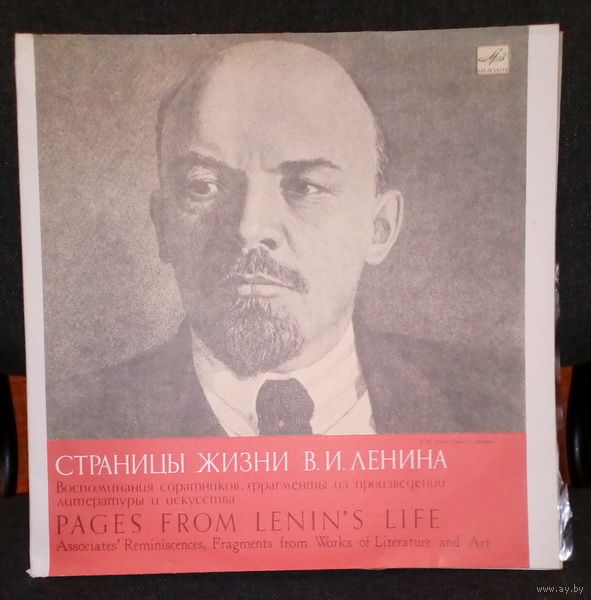 МЕЛОДИЯ
СТРАНИЦЫ ЖИЗНИ В. И. ЛЕНИНА
Воспоминания соратников, фрагменты из произведений
литературы и искусства
PAGES FROM LENIN'S LIFE
Associates' Reminiscences, Fragments from Works of Literature and Art
www.ay.by